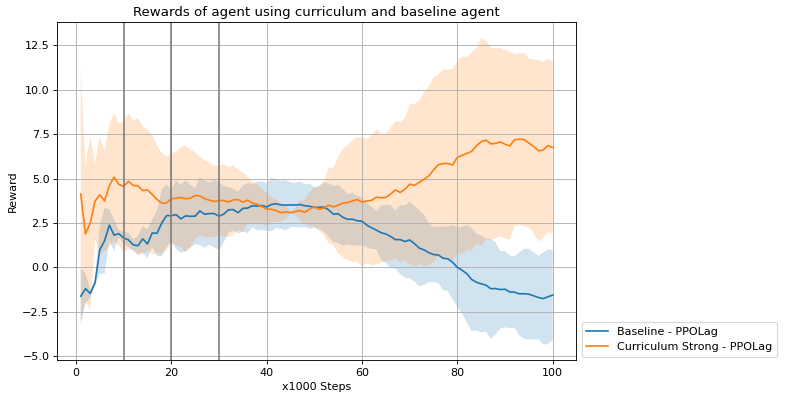 Rewards of agent using curriculum and baseline agent
12.5
10.0
7.5
5.0
2.5
0.0
−2.5
−5.0
Reward
0 20 40 60 80 100
x1000 Steps
Baseline - PPOLag
Curriculum Strong - PPOLag